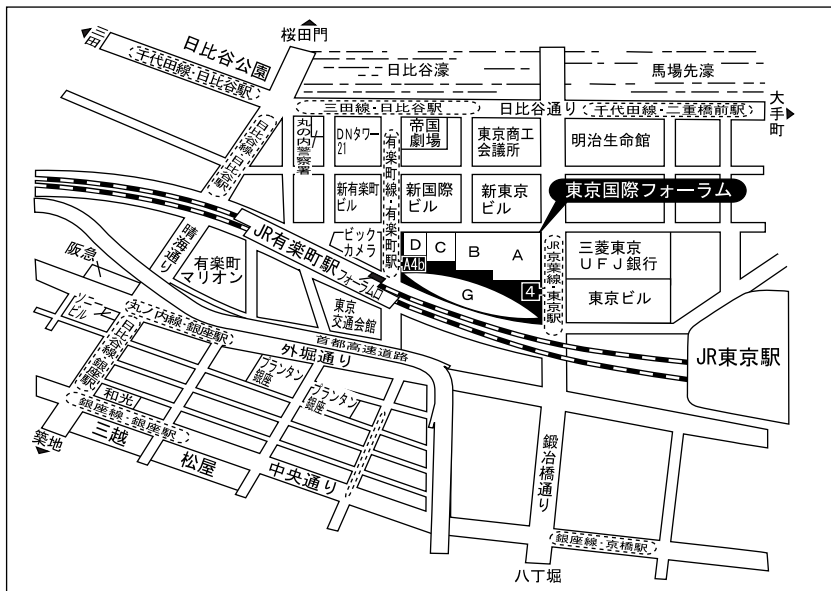 桜田門
三田
日比谷公園
千代田線・日比谷駅
日比谷濠
馬場先濠
大手町
三田線・日比谷駅
日比谷通り
千代田線・二重橋前駅
日比谷線・日比谷駅
丸の内警察署
DNタワー
21
有楽町線・有楽町駅
帝国
劇場
東京商工
会議所
明治生命館
新有楽町
ビル
新国際
ビル
新東京
ビル
東京国際フォーラム
晴海通り
JR有楽町駅
フォーラム口
ビック
カメラ
D
C
B
A
A4b
G
4
JR京葉線・東京駅
三菱東京
UFJ銀行
東京ビル
JR東京駅
阪急
有楽町
マリオン
ソニー
ビル
丸ノ内線・銀座駅
東京
交通会館
首都高速道路
外堀通り
日比谷線・銀座駅
プランタン
銀座
プランタン
銀座
和光
銀座線・銀座駅
築地
三越
松屋
中央通り
鍛冶橋通り
銀座線・京橋駅
八丁堀